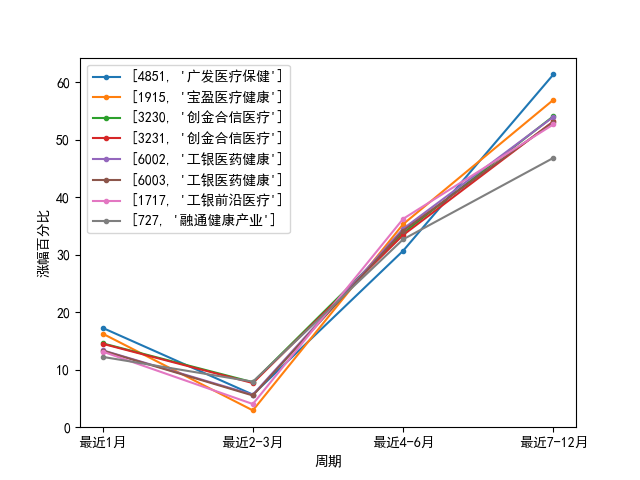 [4851, '广发医疗保健']
[1915, '宝盈医疗健康']
[3230, '创金合信医疗']
[3231, '创金合信医疗']
[6002, '工银医药健康']
[6003, '工银医药健康']
[1717, '工银前沿医疗']
[727, '融通健康产业']
60
50
40
30
20
10
0
涨幅百分比
最近1月
最近2-3月
最近4-6月
最近7-12月
周期